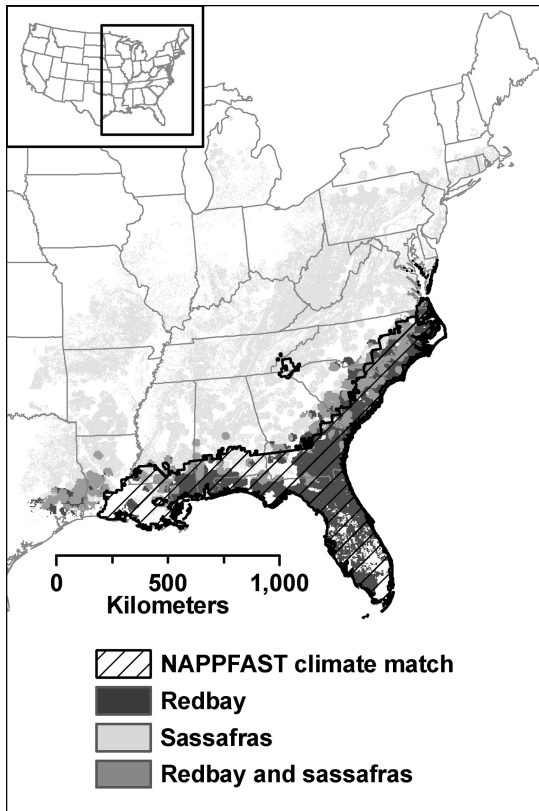 0 500 1,000
Kilometers
NAPPFAST climate match
Redbay
Sassafras
Redbay and sassafras